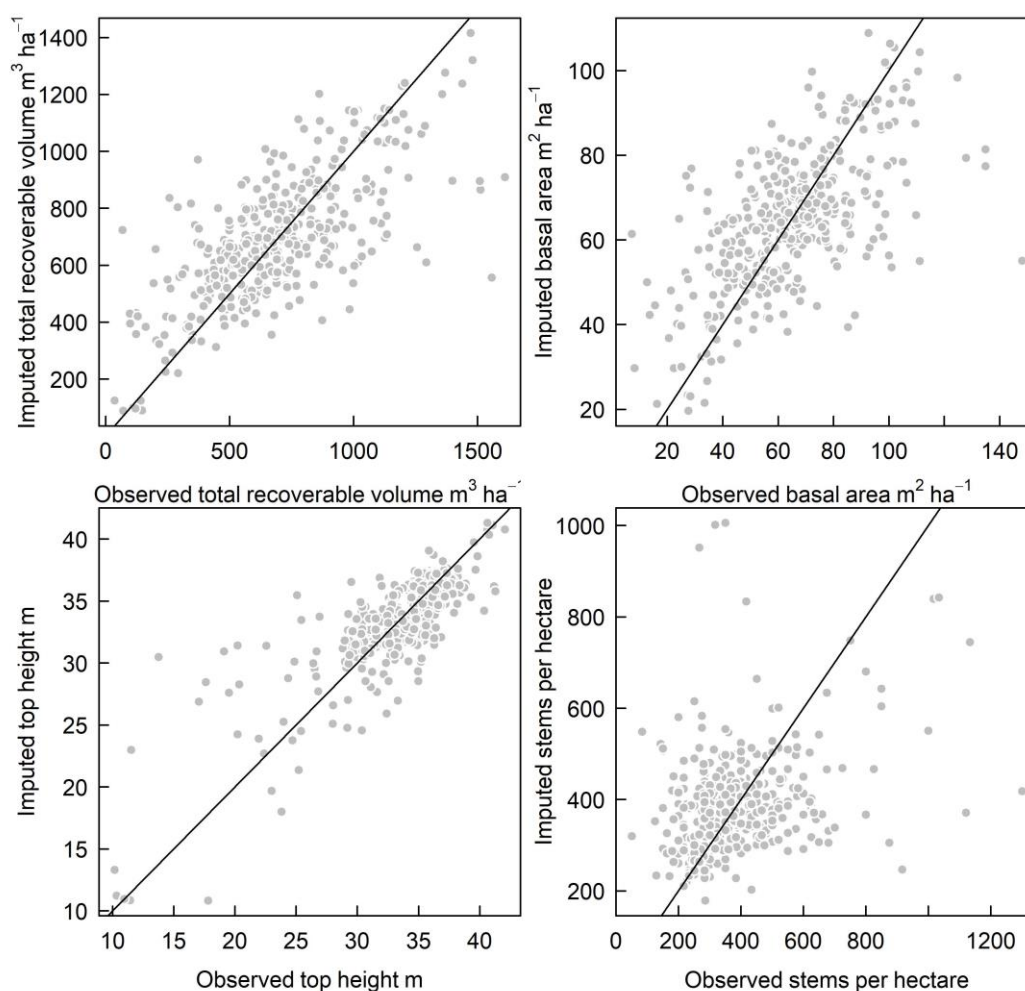 Imputed total recoverable volume m³ ha⁻¹
1400
1200
1000
800
600
400
200
0 500 1000 1500
Observed total recoverable volume m³ ha⁻¹
Imputed basal area m² ha⁻¹
100
80
60
40
20
20 40 60 80 100 140
Observed basal area m² ha⁻¹
Imputed top height m
40
35
30
25
20
15
10
10 15 20 25 30 35 40
Observed top height m
Imputed stems per hectare
1000
800
600
400
200
0 200 400 600 800 1200
Observed stems per hectare